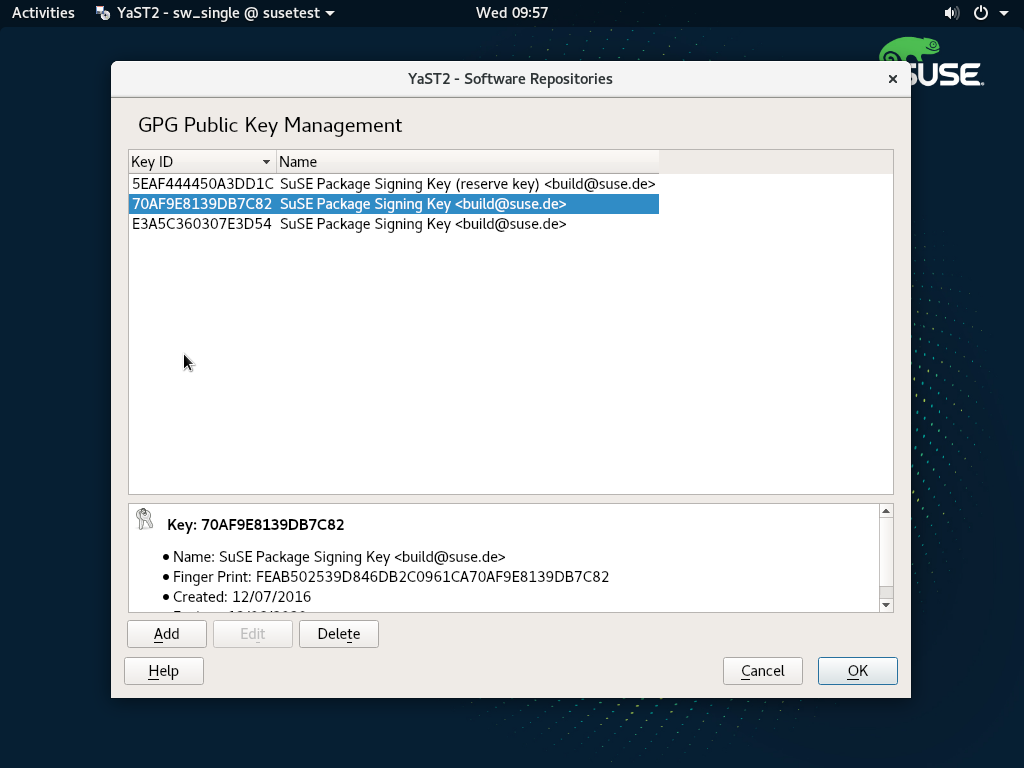 Activities YaST2 - sw_single @ susetest Wed 09:57
SUSE
YaST2 - Software Repositories
GPG Public Key Management
Key ID Name
5EAF444450A3DD1C SuSE Package Signing Key (reserve key) <build@suse.de>
70AF9E8139DB7C82 SuSE Package Signing Key <build@suse.de>
E3A5C360307E3D54 SuSE Package Signing Key <build@suse.de>
Key: 70AF9E8139DB7C82
• Name: SuSE Package Signing Key <build@suse.de>
• Finger Print: FEAB502539D846DB2C0961CA70AF9E8139DB7C82
• Created: 12/07/2016
Add Edit Delete
Help Cancel OK